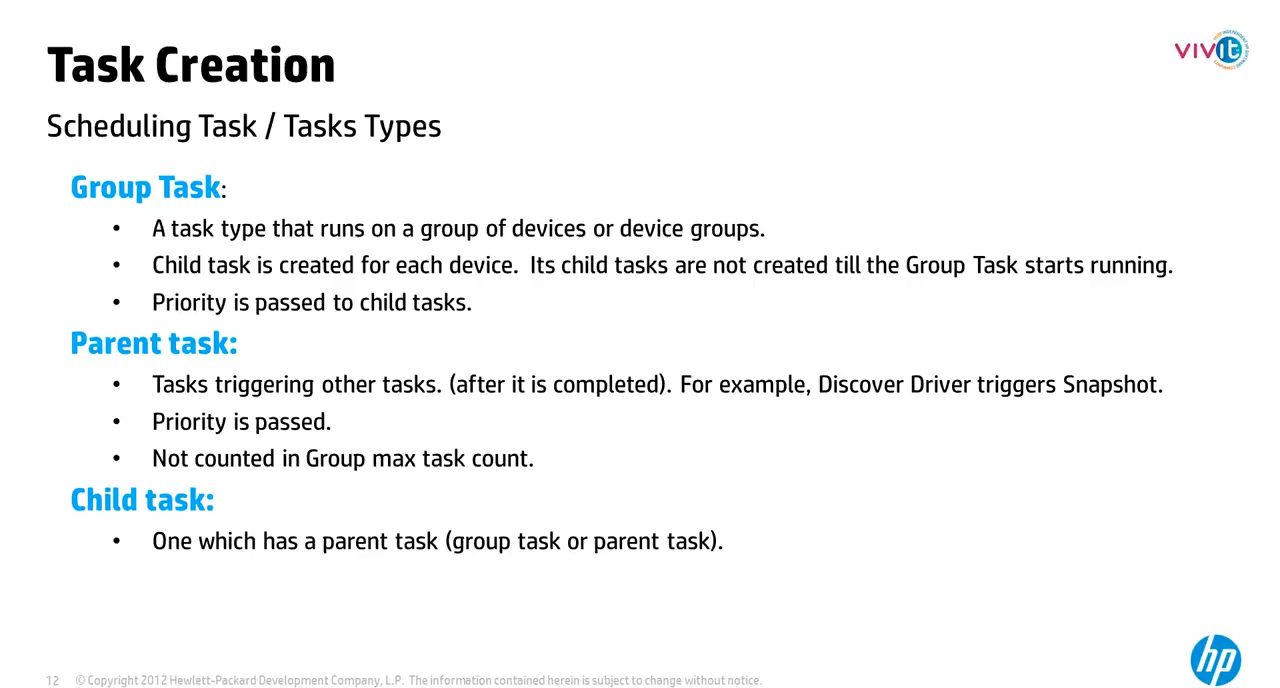 Task Creation
VIVit
Scheduling Task / Tasks Types
Group Task:
• A task type that runs on a group of devices or device groups.
• Child task is created for each device. Its child tasks are not created till the Group Task starts running.
• Priority is passed to child tasks.
Parent task:
• Tasks triggering other tasks. (after it is completed). For example, Discover Driver triggers Snapshot.
• Priority is passed.
• Not counted in Group max task count.
Child task:
• One which has a parent task (group task or parent task).
hp
12 © Copyright 2012 Hewlett-Packard Development Company, L.P. The information contained herein is subject to change without notice.